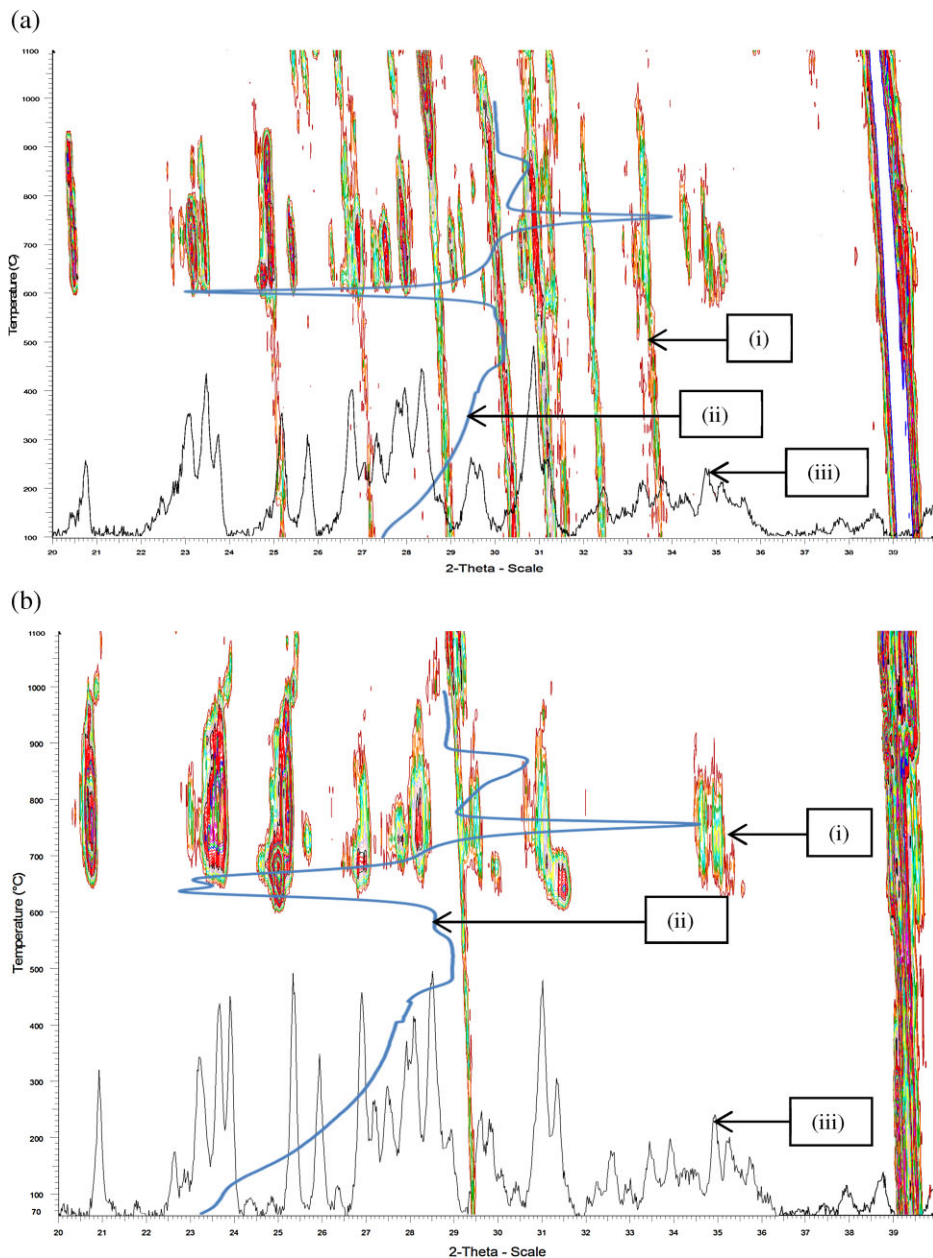 (a)
1100
1000
900
800
700
600
500
400
300
200
100
Temperature (C)
(i)
(ii)
(iii)
20 21 22 23 24 25 26 27 28 29 30 31 32 33 34 35 36 37 38 39
2-Theta - Scale
(b)
1100
1000
900
800
700
600
500
400
300
200
100
70
Temperature (°C)
(i)
(ii)
(iii)
20 21 22 23 24 25 26 27 28 29 30 31 32 33 34 35 36 37 38 39
2-Theta - Scale